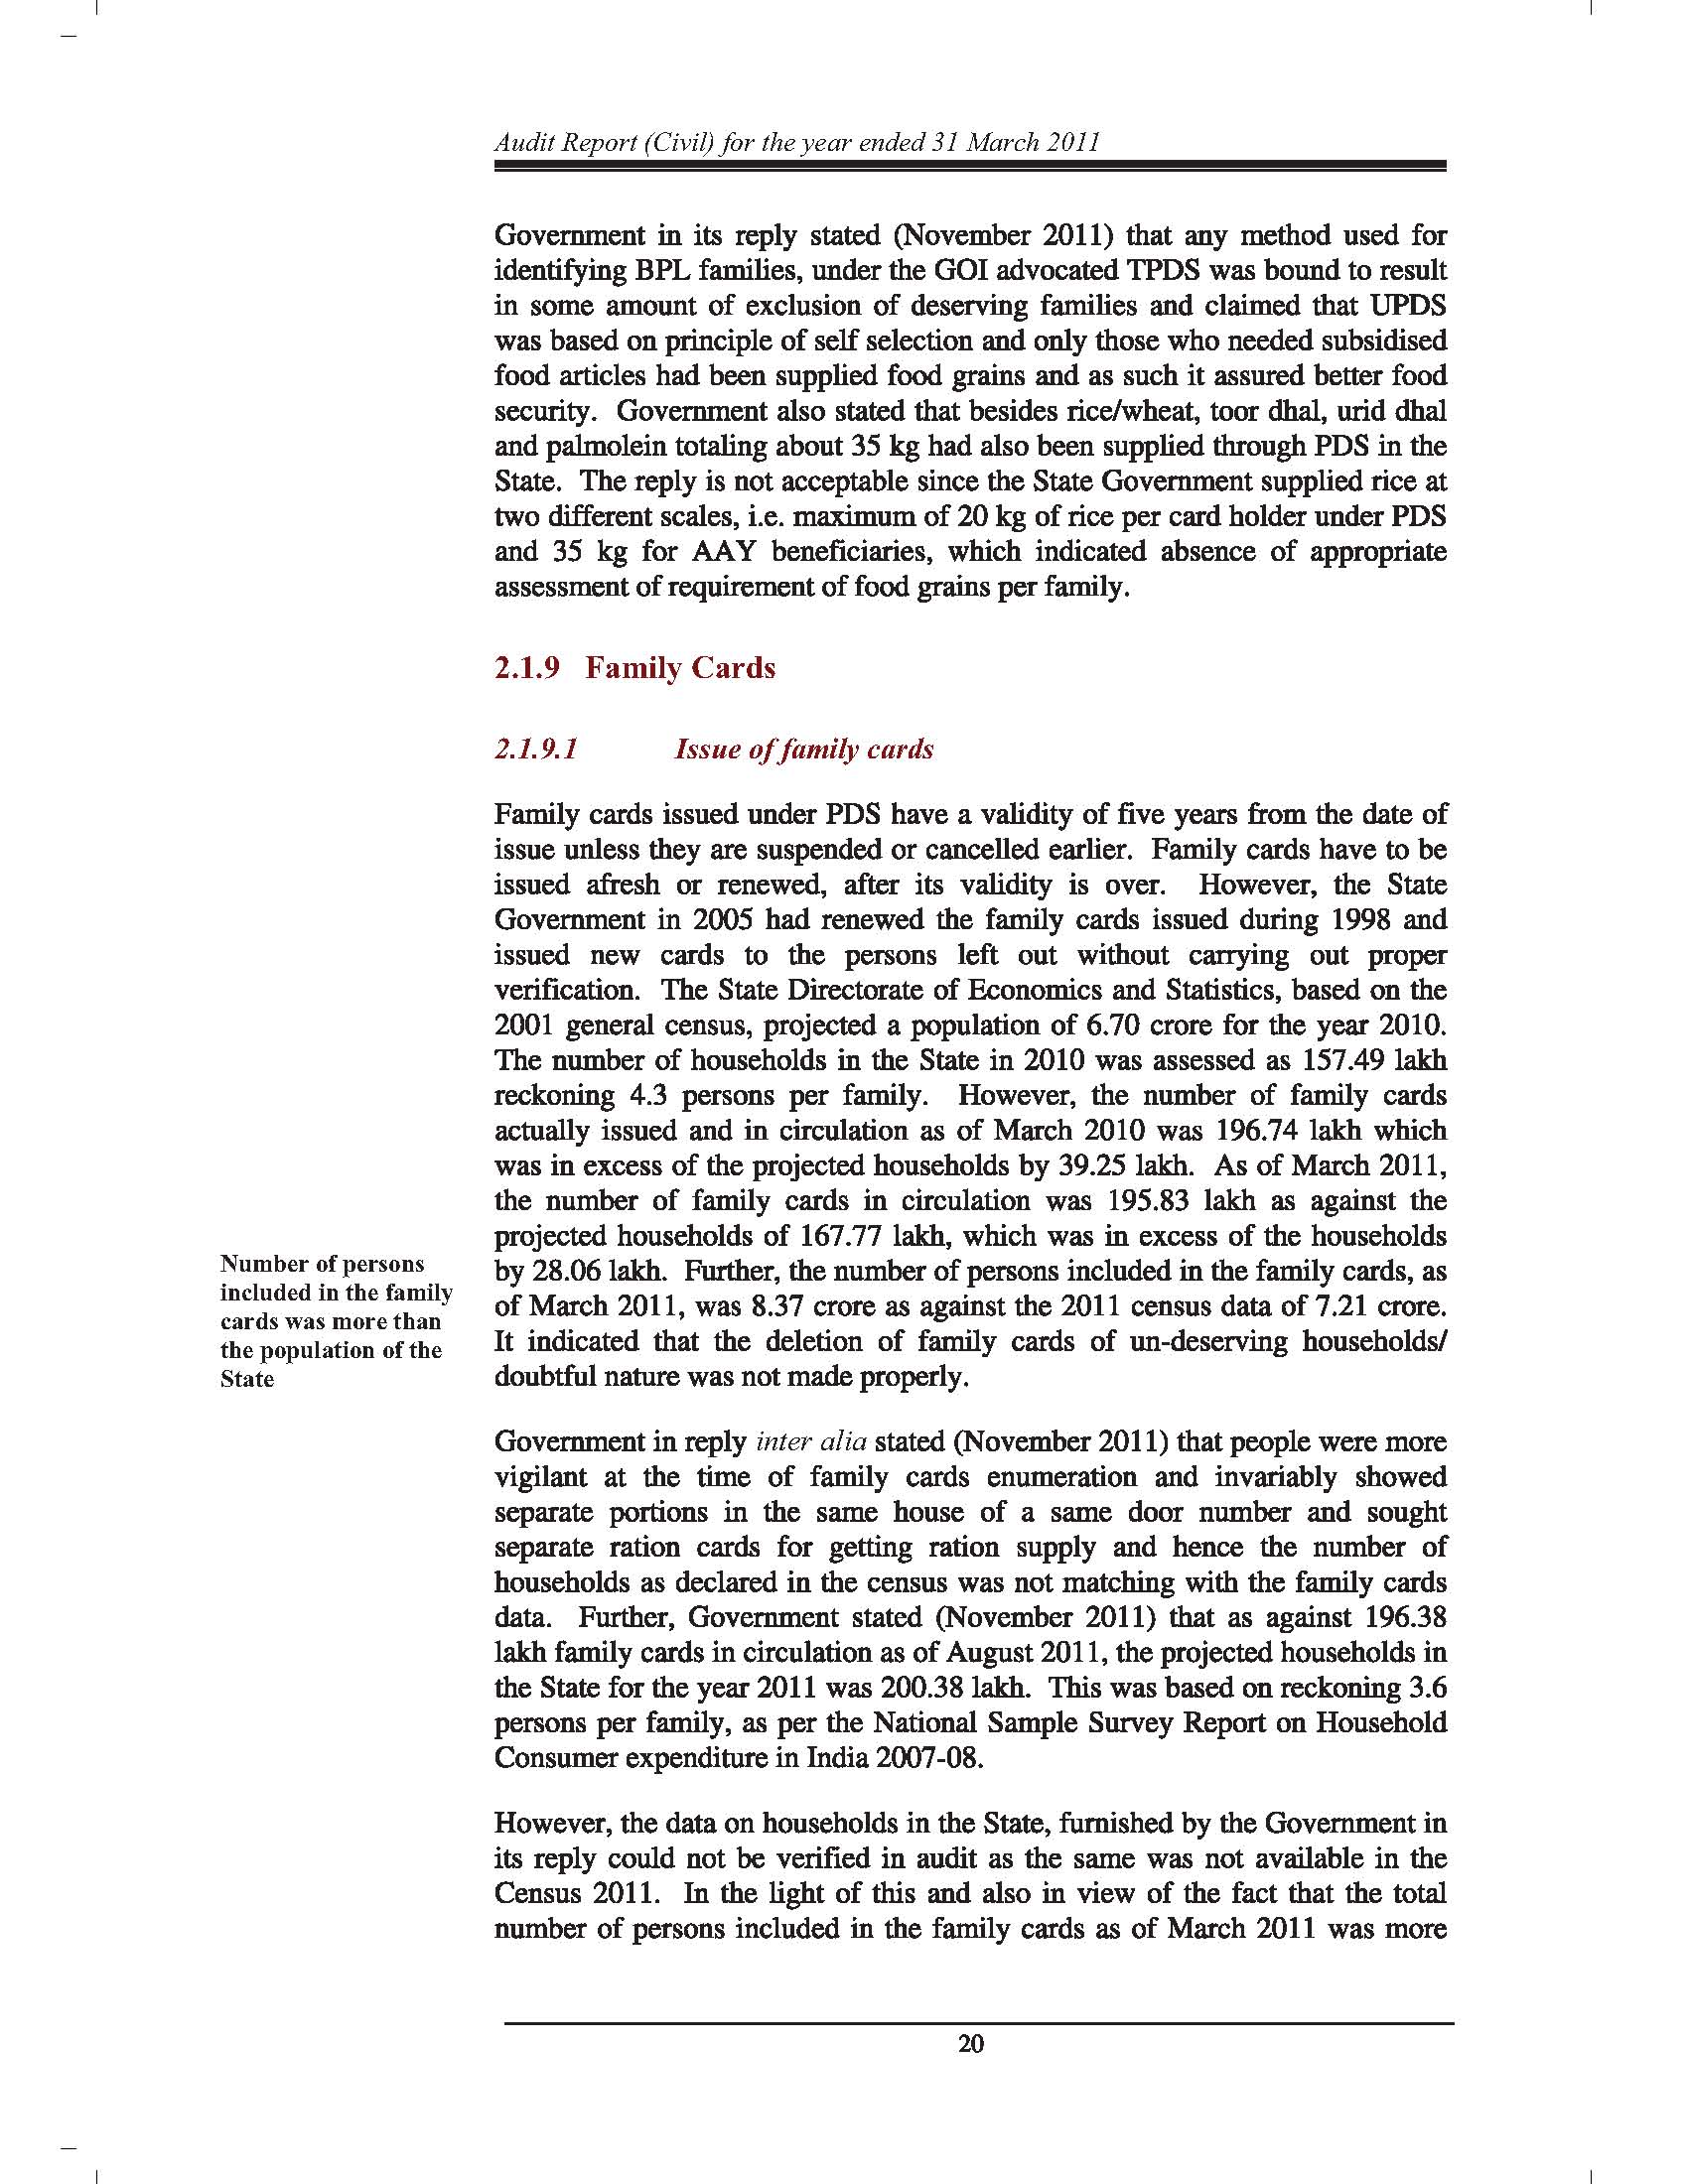 Audit Report (Civil) for the year ended 31 March 2011
Government in its reply stated (November 2011) that any method used for
identifying BPL families, under the GOI advocated TPDS was bound to result
in some amount of exclusion of deserving families and claimed that UPDS
was based on principle of self selection and only those who needed subsidised
food articles had been supplied food grains and as such it assured better food
security. Government also stated that besides rice/wheat, toor dhal, urid dhal
and palmolein totaling about 35 kg had also been supplied through PDS in the
State. The reply is not acceptable since the State Government supplied rice at
two different scales, i.e. maximum of 20 kg of rice per card holder under PDS
and 35 kg for AAY beneficiaries, which indicated absence of appropriate
assessment of requirement of food grains per family.
2.1.9 Family Cards
2.1.9.1 Issue of family cards
Family cards issued under PDS have a validity of five years from the date of
issue unless they are suspended or cancelled earlier. Family cards have to be
issued afresh or renewed, after its validity is over. However, the State
Government in 2005 had renewed the family cards issued during 1998 and
issued new cards to the persons left out without carrying out proper
verification. The State Directorate of Economics and Statistics, based on the
2001 general census, projected a population of 6.70 crore for the year 2010.
The number of households in the State in 2010 was assessed as 157.49 lakh
reckoning 4.3 persons per family. However, the number of family cards
actually issued and in circulation as of March 2010 was 196.74 lakh which
was in excess of the projected households by 39.25 lakh. As of March 2011,
the number of family cards in circulation was 195.83 lakh as against the
projected households of 167.77 lakh, which was in excess of the households
by 28.06 lakh. Further, the number of persons included in the family cards, as
of March 2011, was 8.37 crore as against the 2011 census data of 7.21 crore.
It indicated that the deletion of family cards of un-deserving households/
doubtful nature was not made properly.
Number of persons
included in the family
cards was more than
the population of the
State
Government in reply inter alia stated (November 2011) that people were more
vigilant at the time of family cards enumeration and invariably showed
separate portions in the same house of a same door number and sought
separate ration cards for getting ration supply and hence the number of
households as declared in the census was not matching with the family cards
data. Further, Government stated (November 2011) that as against 196.38
lakh family cards in circulation as of August 2011, the projected households in
the State for the year 2011 was 200.38 lakh. This was based on reckoning 3.6
persons per family, as per the National Sample Survey Report on Household
Consumer expenditure in India 2007-08.
However, the data on households in the State, furnished by the Government in
its reply could not be verified in audit as the same was not available in the
Census 2011. In the light of this and also in view of the fact that the total
number of persons included in the family cards as of March 2011 was more
20